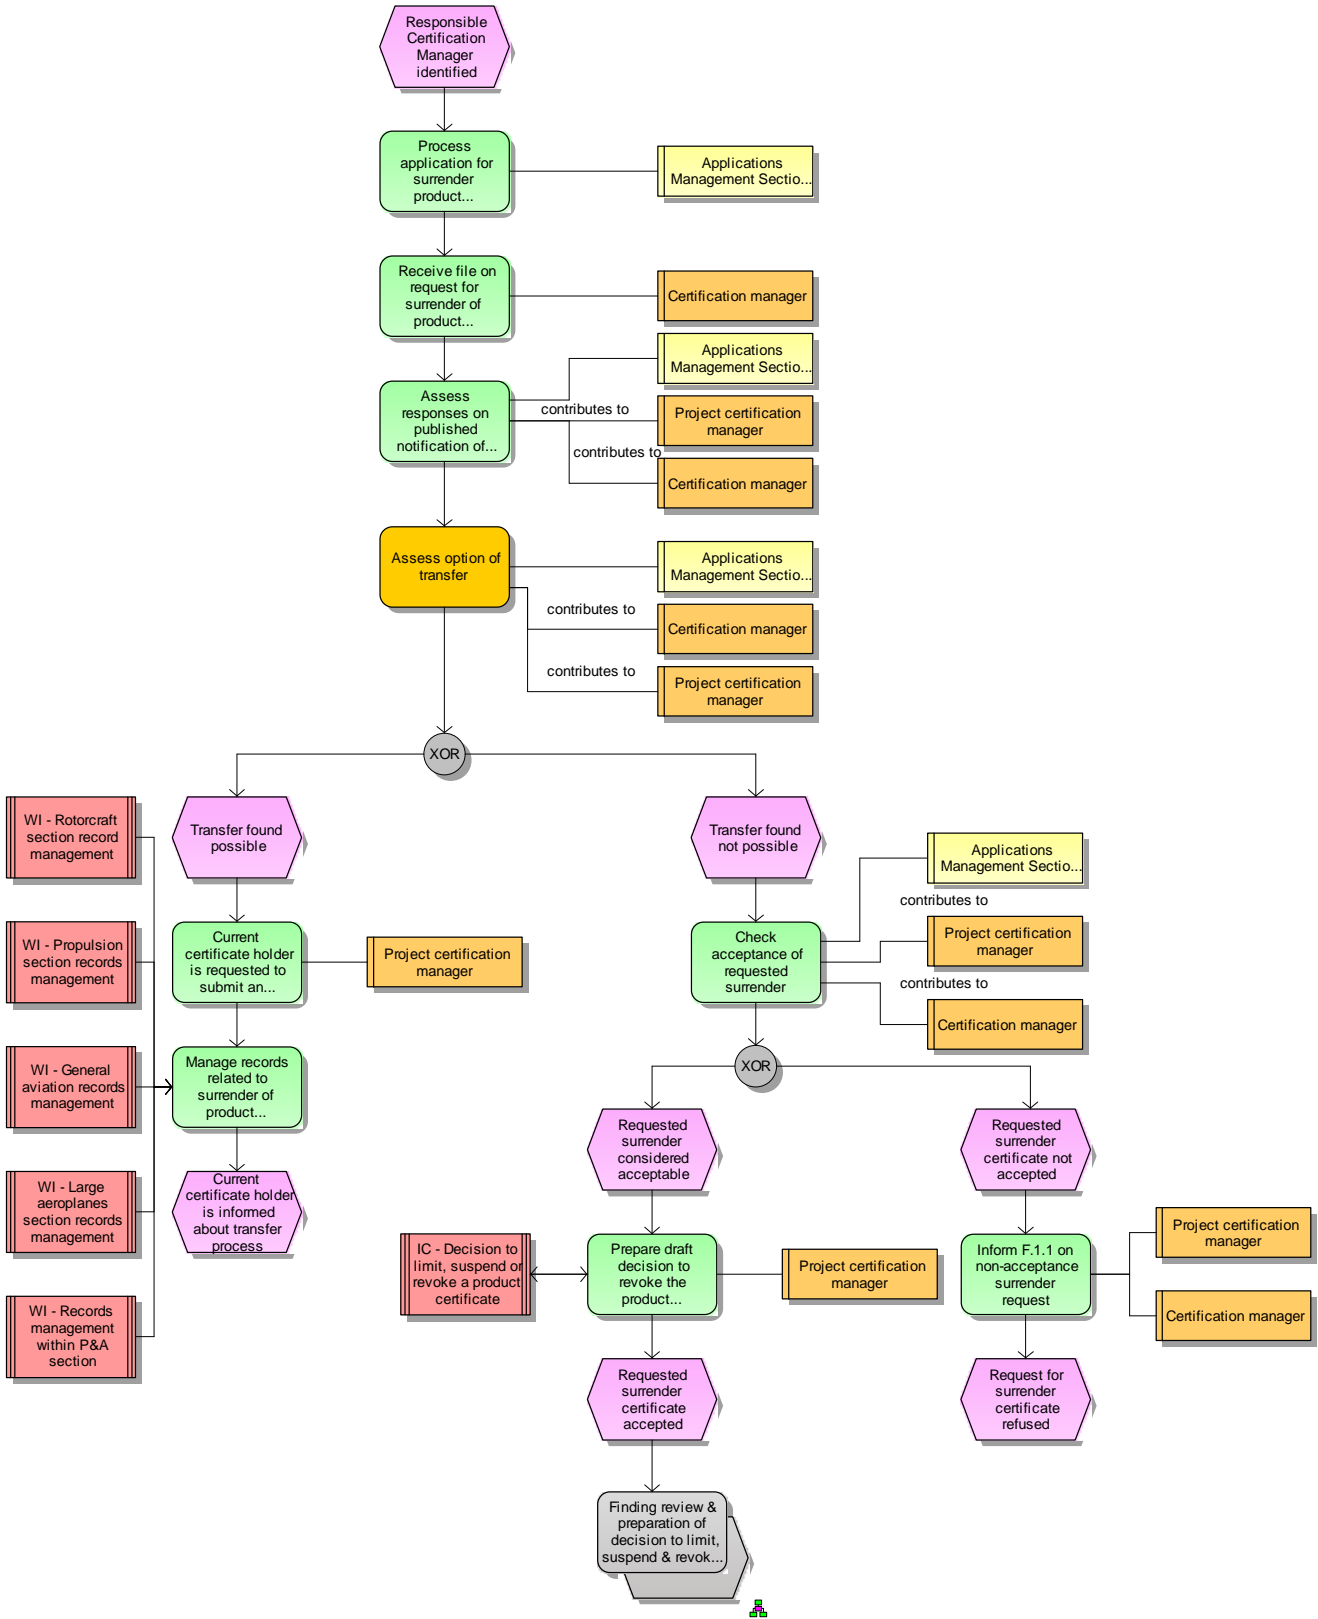 Responsible
Certification
Manager
identified
Process
application for
surrender
product...
Applications
Management Sectio...
Receive file on
request for
surrender of
product...
Certification manager
Applications
Management Sectio...
Assess
responses on
published
notification of...
contributes to
Project certification
manager
contributes to
Certification manager
Assess option of
transfer
Applications
Management Sectio...
contributes to
Certification manager
contributes to
Project certification
manager
XOR
WI - Rotorcraft
section record
management
Transfer found
possible
Transfer found
not possible
Applications
Management Sectio...
contributes to
WI - Propulsion
section records
management
Current
certificate holder
is requested to
submit an...
Project certification
manager
Check
acceptance of
requested
surrender
Project certification
manager
contributes to
Certification manager
WI - General
aviation records
management
Manage records
related to
surrender of
product...
XOR
Requested
surrender
considered
acceptable
Requested
surrender
certificate not
accepted
WI - Large
aeroplanes
section records
management
Current
certificate holder
is informed
about transfer
process
IC - Decision to
limit, suspend or
revoke a product
certificate
Prepare draft
decision to
revoke the
product...
Project certification
manager
Inform F.1.1 on
non-acceptance
surrender
request
Project certification
manager
Certification manager
WI - Records
management
within P&A
section
Requested
surrender
certificate
accepted
Request for
surrender
certificate
refused
Finding review &
preparation of
decision to limit,
suspend & revok...